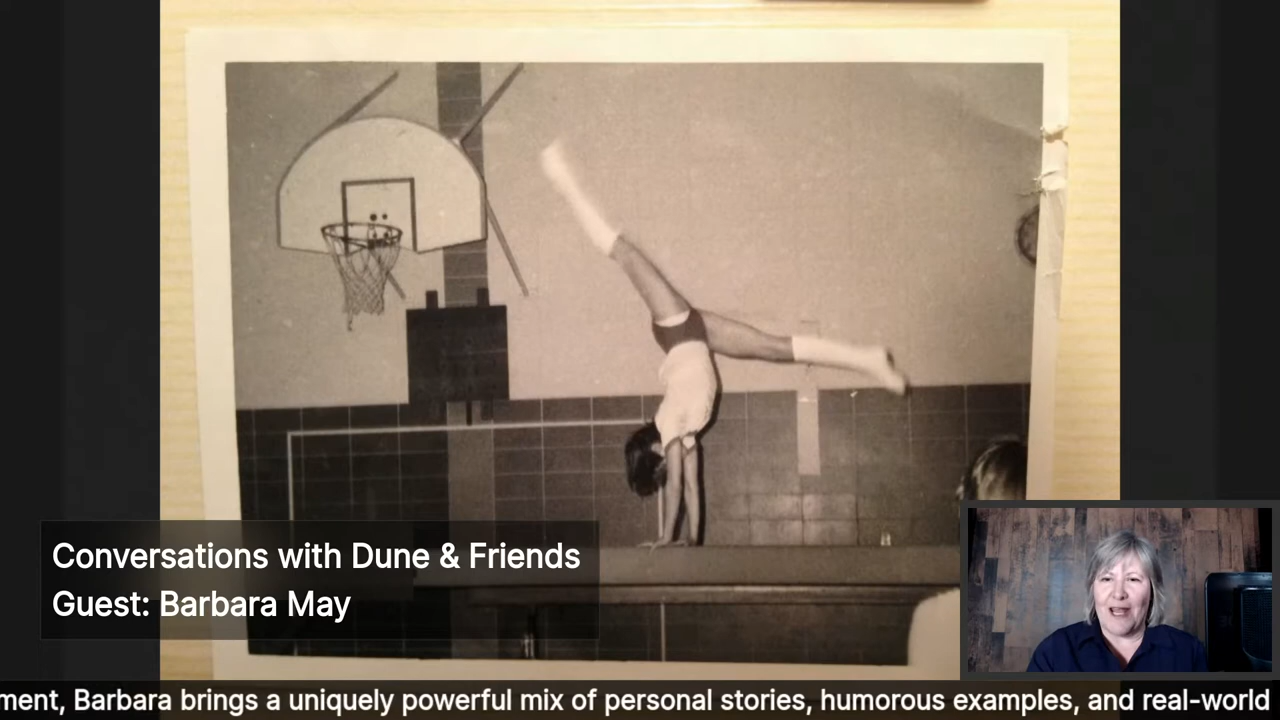 Conversations with Dune & Friends
Guest: Barbara May
ment, Barbara brings a uniquely powerful mix of personal stories, humorous examples, and real-world